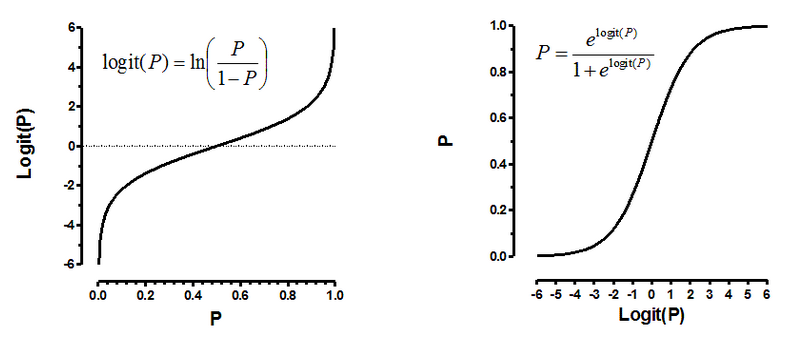 6
4
2
0
-2
-4
-6
Logit(P)
logit(P) = ln(P/(1−P))
0.0 0.2 0.4 0.6 0.8 1.0
P
1.0
0.8
0.6
0.4
0.2
0.0
P
P = e^logit(P)/(1+e^logit(P))
-6 -5 -4 -3 -2 -1 0 1 2 3 4 5 6
Logit(P)